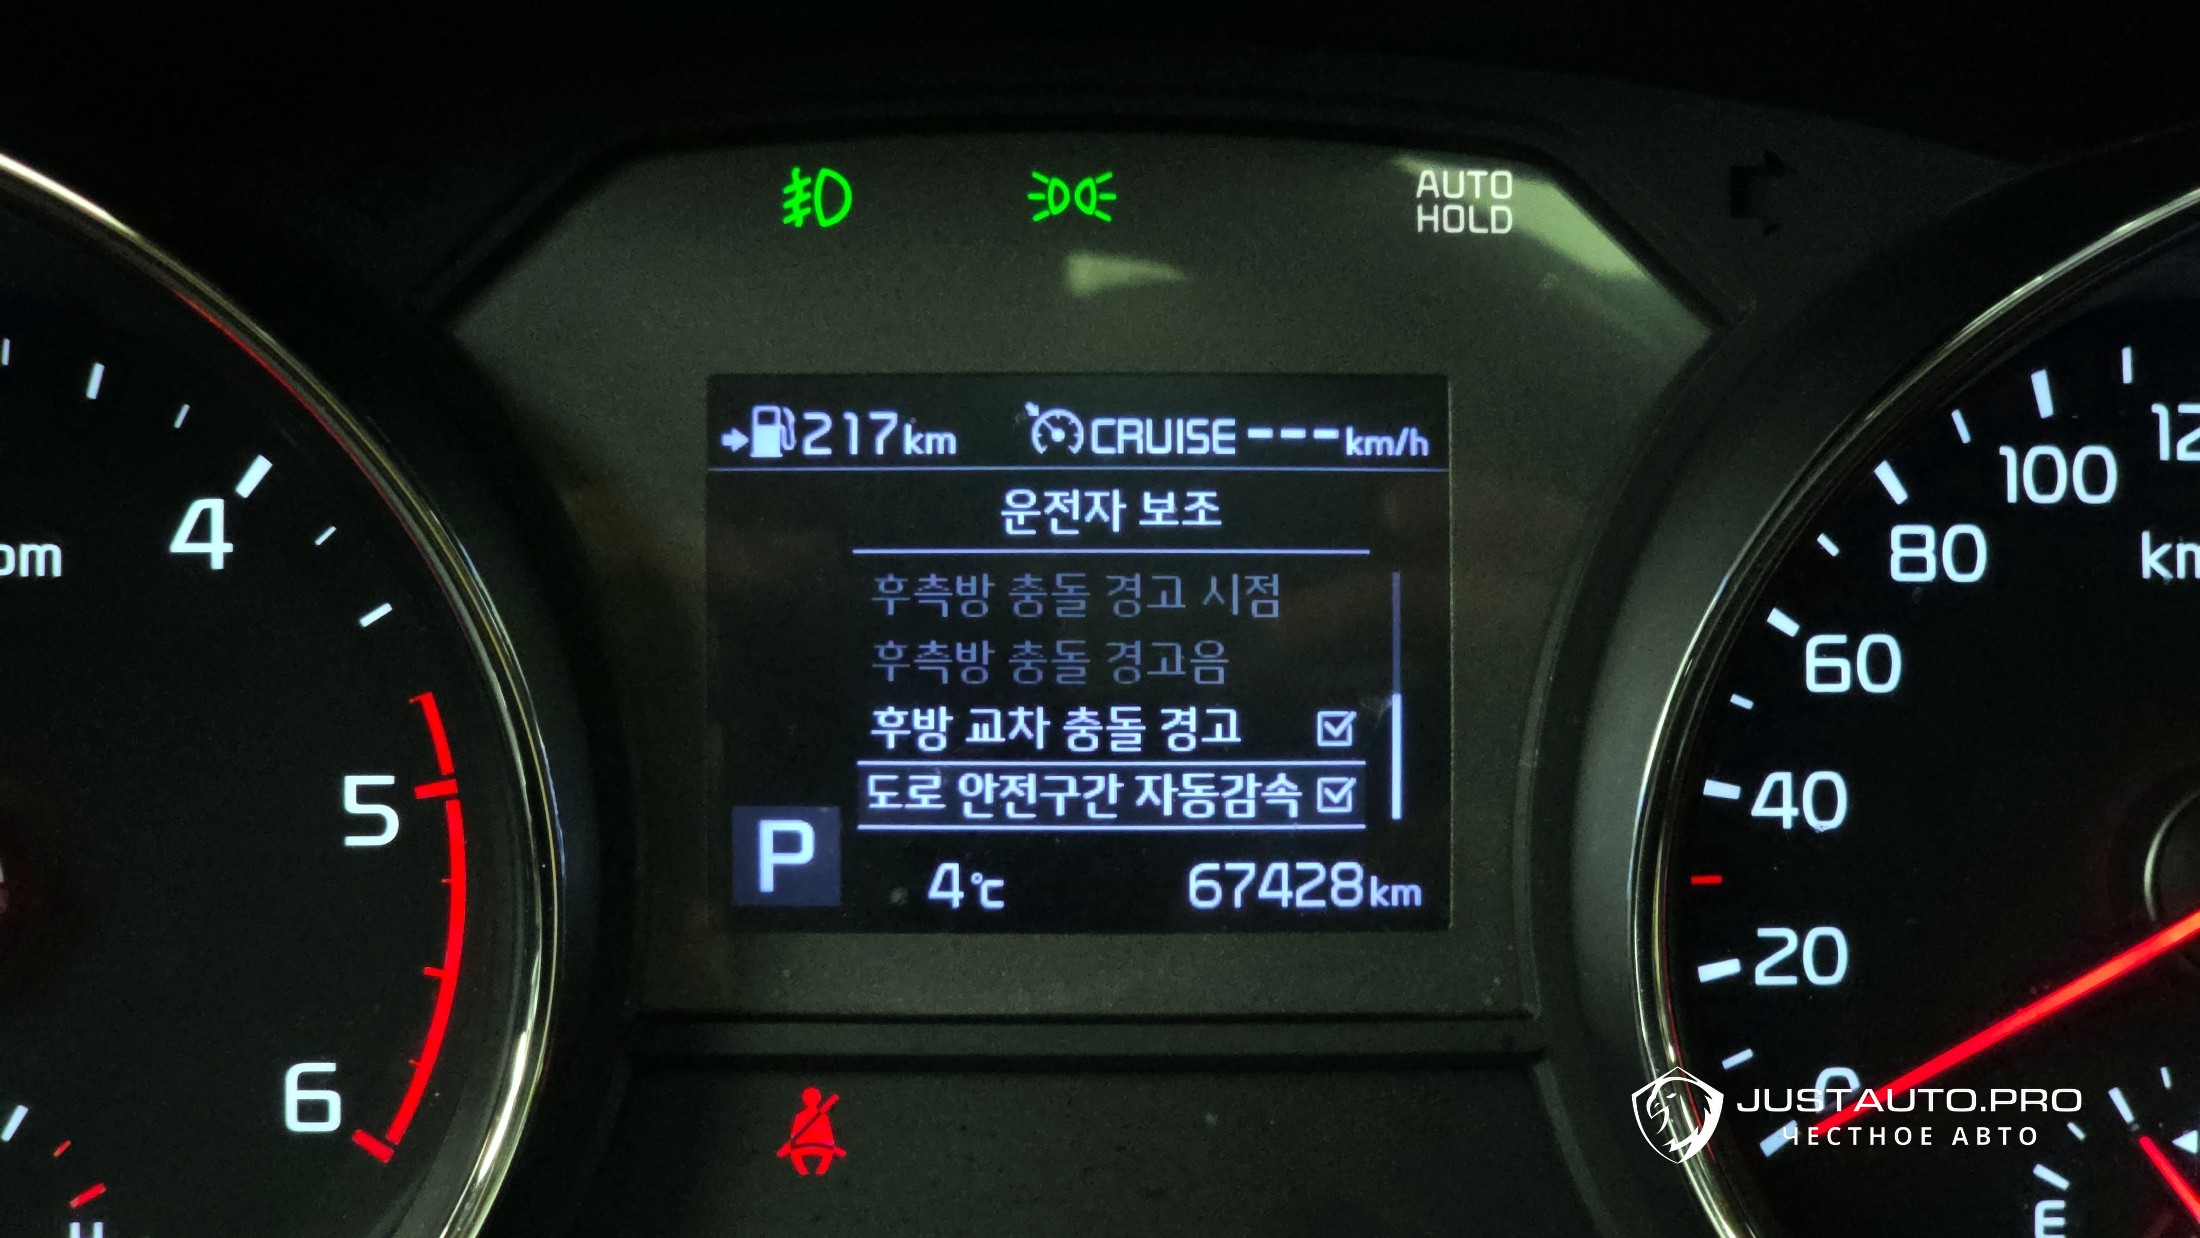 AUTO
HOLD
217km CRUISE ---km/h
운전자 보조
후측방 충돌 경고 시점
후측방 충돌 경고음
후방 교차 충돌 경고
도로 안전구간 자동감속
P
4°C 67428km
4
5
6
100
80
60
40
20
0
E
JUSTAUTO.PRO
ЧЕСТНОЕ АВТО